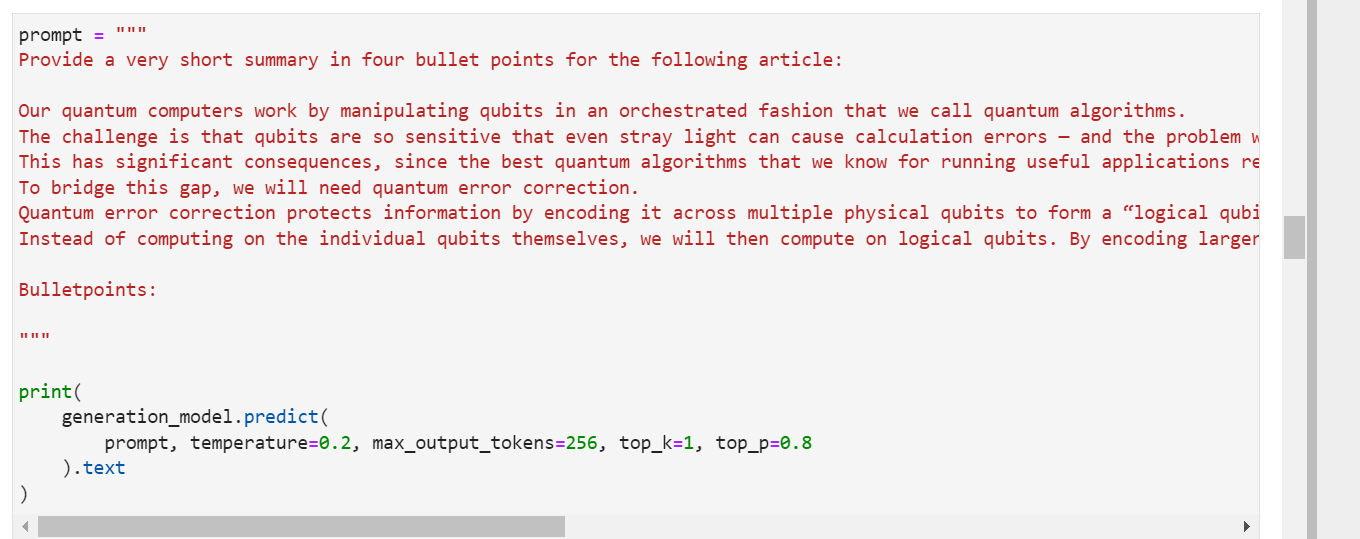 prompt = """
Provide a very short summary in four bullet points for the following article:
Our quantum computers work by manipulating qubits in an orchestrated fashion that we call quantum algorithms.
The challenge is that qubits are so sensitive that even stray light can cause calculation errors — and the problem
This has significant consequences, since the best quantum algorithms that we know for running useful applications
To bridge this gap, we will need quantum error correction.
Quantum error correction protects information by encoding it across multiple physical qubits to form a “logical
Instead of computing on the individual qubits themselves, we will then compute on logical qubits. By encoding larger
Bulletpoints:
"""
print(
generation_model.predict(
prompt, temperature=0.2, max_output_tokens=256, top_k=1, top_p=0.8
).text
)